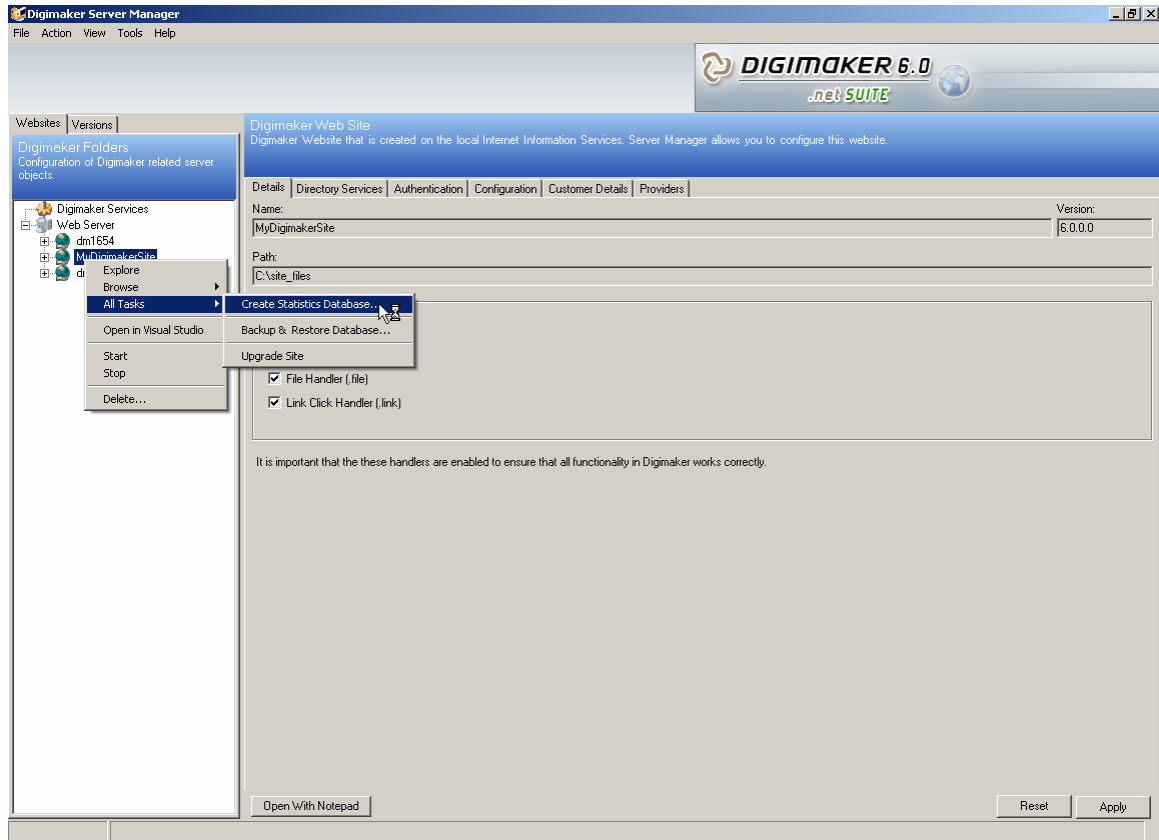 Digimaker Server Manager
File Action View Tools Help
DIGIMAKER 6.0
.net SUITE
Websites Versions
Digimaker Folders
Configuration of Digimaker related server
objects.
Digimaker Web Site
Digimaker Website that is created on the local Internet Information Services. Server Manager allows you to configure this website.
Details Directory Services Authentication Configuration Customer Details Providers
Digimaker Services
Web Server
dm1654
MyDigimakerSite
Name:
MyDigimakerSite
Version:
6.0.0.0
Path:
C:\site_files
Explore
Browse
All Tasks
Open in Visual Studio
Start
Stop
Delete...
Create Statistics Database...
Backup & Restore Database...
Upgrade Site
File Handler (.file)
Link Click Handler (.link)
It is important that the these handlers are enabled to ensure that all functionality in Digimaker works correctly.
Open With Notepad
Reset
Apply